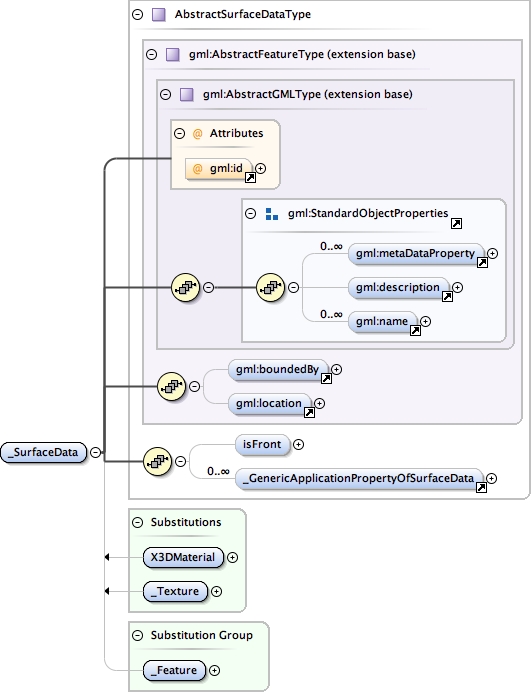 AbstractSurfaceDataType
gml:AbstractFeatureType (extension base)
gml:AbstractGMLType (extension base)
@ Attributes
@ gml:id
gml:StandardObjectProperties
0..∞
gml:metaDataProperty
gml:description
0..∞
gml:name
gml:boundedBy
gml:location
_SurfaceData
isFront
0..∞
_GenericApplicationPropertyOfSurfaceData
Substitutions
X3DMaterial
_Texture
Substitution Group
_Feature